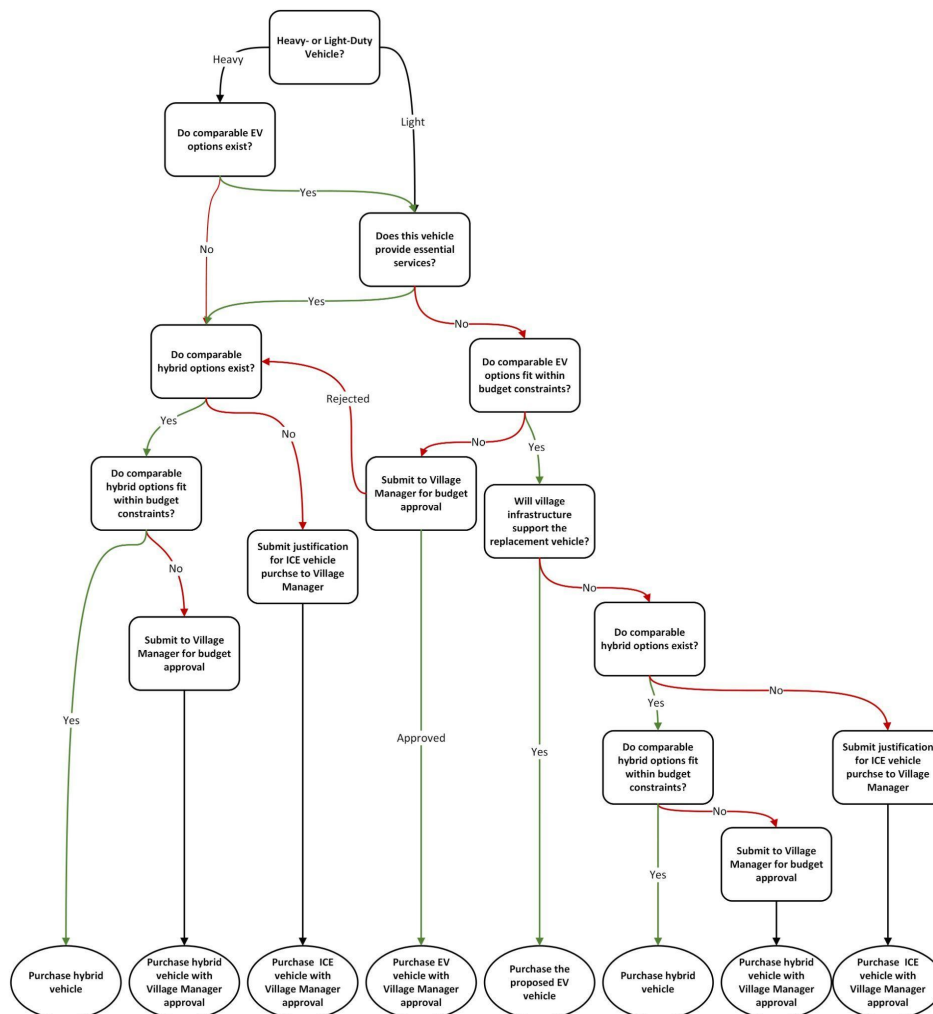 Heavy- or Light-Duty
Vehicle?
Heavy
Light
Do comparable EV
options exist?
Yes
No
Does this vehicle
provide essential
services?
Yes
No
Do comparable
hybrid options exist?
Do comparable EV
options fit within
budget constraints?
Rejected
Yes
No
No
Yes
Do comparable
hybrid options fit
within budget
constraints?
Submit to Village
Manager for budget
approval
Will village
infrastructure
support the
replacement vehicle?
Submit justification
for ICE vehicle
purchse to Village
Manager
No
No
Submit to Village
Manager for budget
approval
Do comparable
hybrid options exist?
Yes
Approved
Yes
Yes
No
Do comparable
hybrid options fit
within budget
constraints?
Submit justification
for ICE vehicle
purchse to Village
Manager
No
Yes
Submit to Village
Manager for budget
approval
Purchase hybrid
vehicle
Purchase hybrid
vehicle with
Village Manager
approval
Purchase ICE
vehicle with
Village Manager
approval
Purchase EV
vehicle with
Village Manager
approval
Purchase the
proposed EV
vehicle
Purchase hybrid
vehicle
Purchase hybrid
vehicle with
Village Manager
approval
Purchase ICE
vehicle with
Village Manager
approval